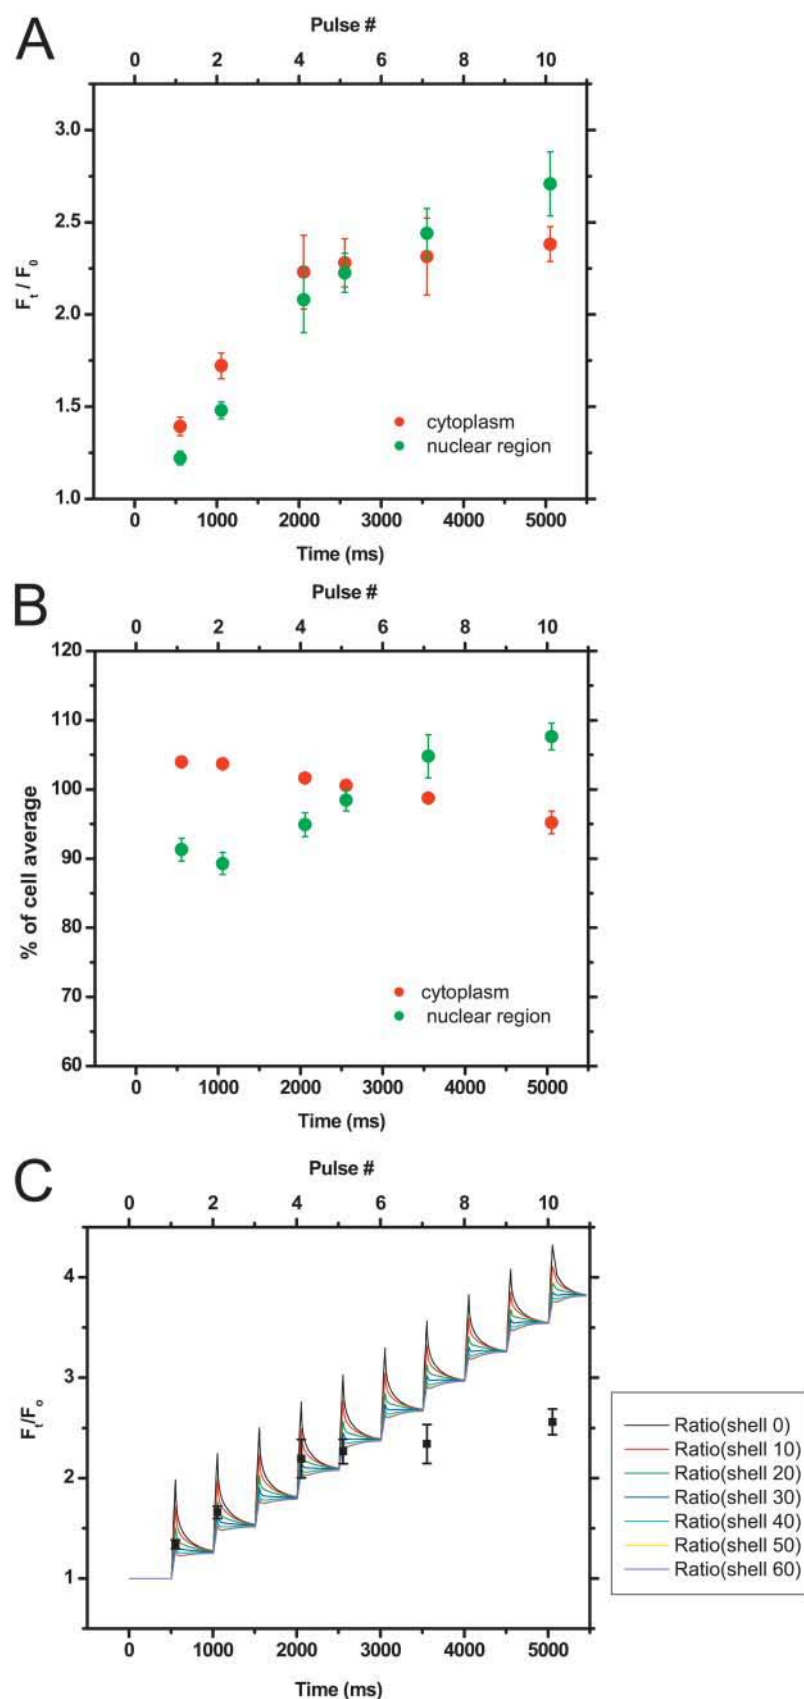 A
Pulse #
0 2 4 6 8 10
3.0
2.5
2.0
1.5
1.0
Ft / F0
cytoplasm
nuclear region
0 1000 2000 3000 4000 5000
Time (ms)
B
Pulse #
0 2 4 6 8 10
120
110
100
90
80
70
60
% of cell average
cytoplasm
nuclear region
0 1000 2000 3000 4000 5000
Time (ms)
C
Pulse #
0 2 4 6 8 10
4
3
2
1
Ft/Fo
Ratio(shell 0)
Ratio(shell 10)
Ratio(shell 20)
Ratio(shell 30)
Ratio(shell 40)
Ratio(shell 50)
Ratio(shell 60)
0 1000 2000 3000 4000 5000
Time (ms)